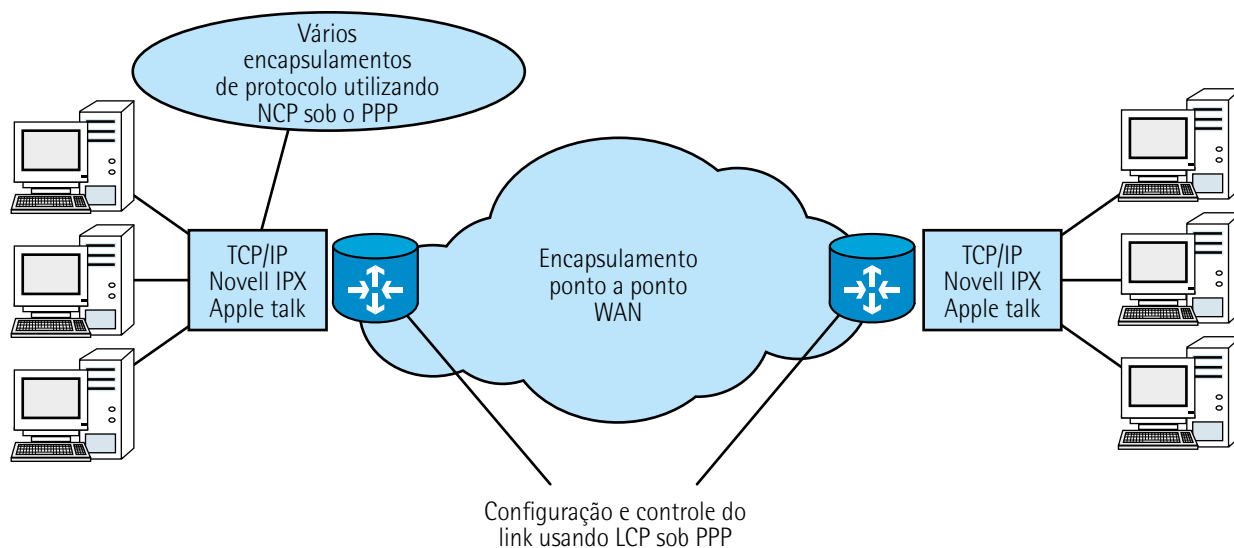 Vários
encapsulamentos
de protocolo utilizando
NCP sob o PPP
TCP/IP
Novell IPX
Apple talk
Encapsulamento
ponto a ponto
WAN
TCP/IP
Novell IPX
Apple talk
Configuração e controle do
link usando LCP sob PPP